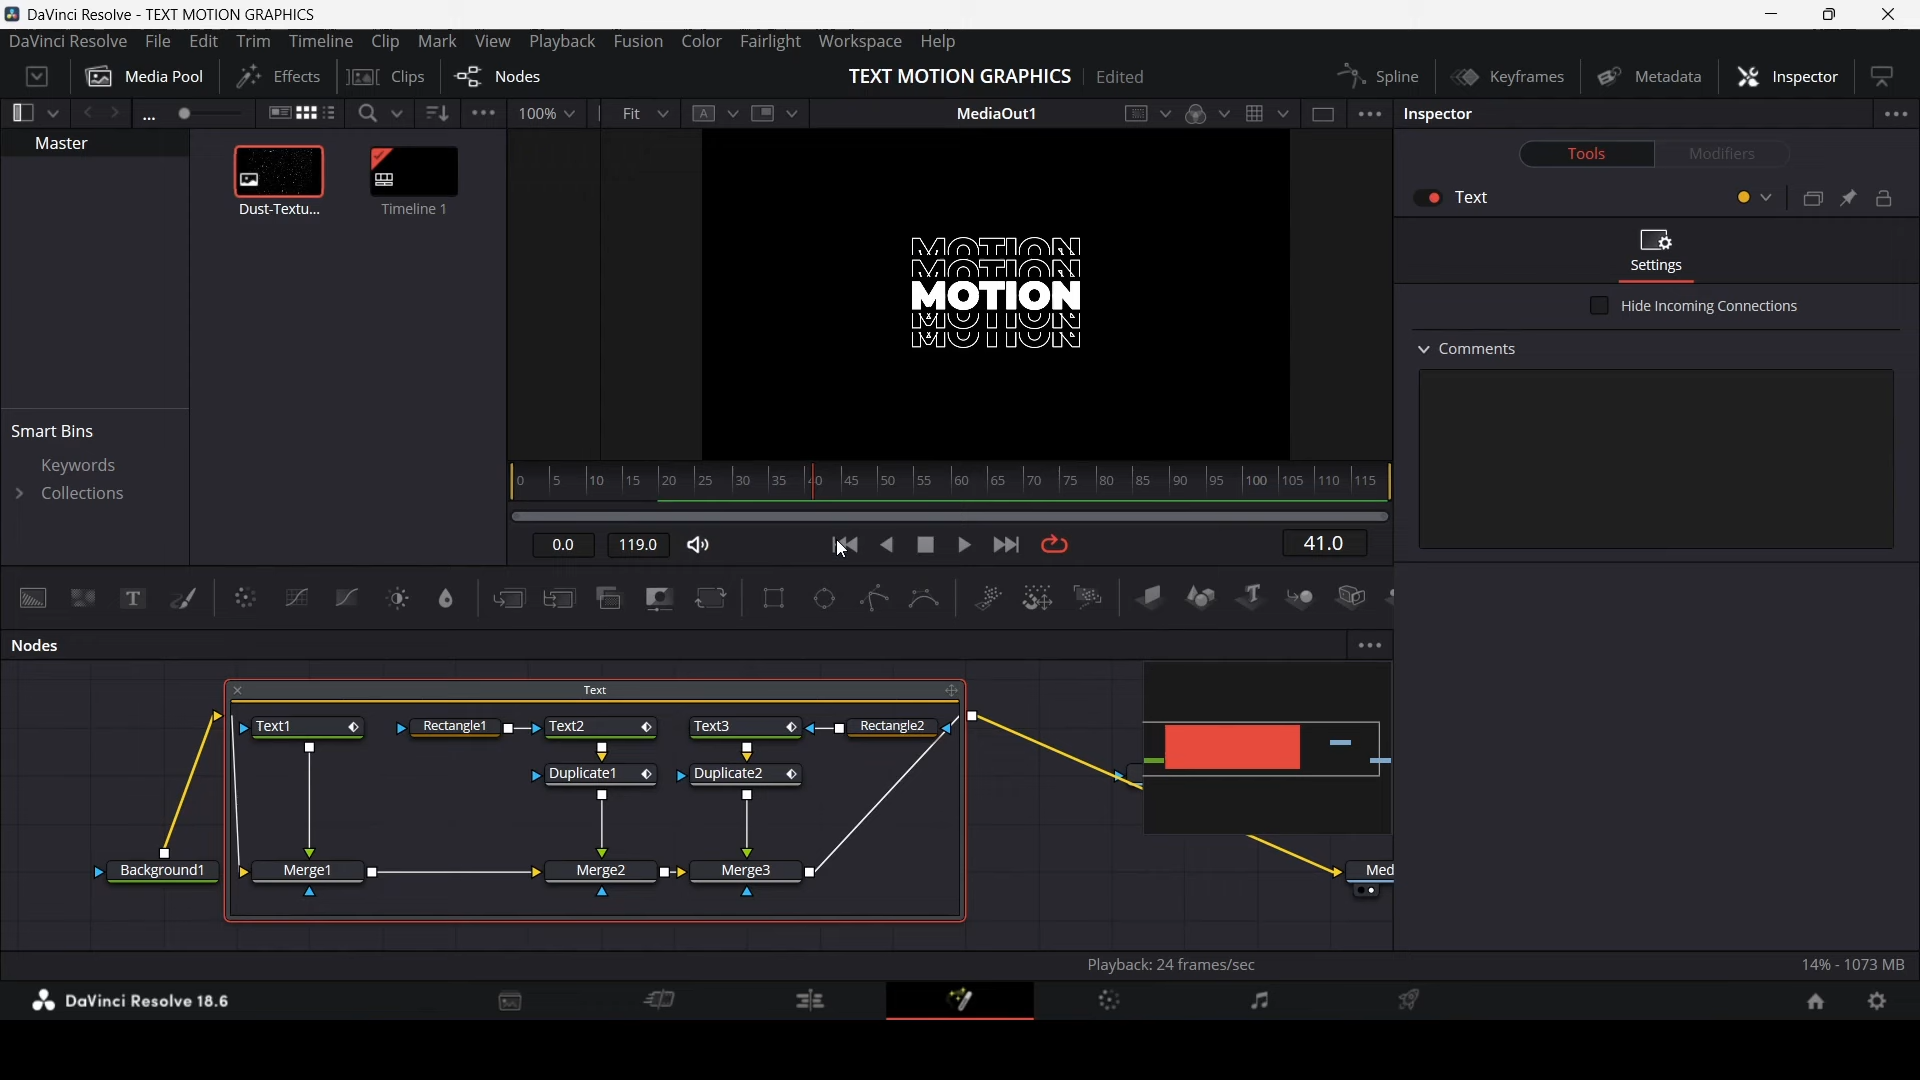 DaVinci Resolve - TEXT MOTION GRAPHICS
DaVinci Resolve File Edit Trim Timeline Clip Mark View Playback Fusion Color Fairlight Workspace Help
Media Pool Effects Clips Nodes TEXT MOTION GRAPHICS Edited Spline Keyframes Metadata Inspector
... 100% Fit A MediaOut1 Inspector
Master
Tools Modifiers
Dust-Textu... Timeline 1
Text
Settings
Hide Incoming Connections
Comments
MOTION
MOTION
MOTION
MOTION
MOTION
Smart Bins
Keywords
Collections
0 5 10 15 20 25 30 35 40 45 50 55 60 65 70 75 80 85 90 95 100 105 110 115
0.0 119.0 41.0
T T
Nodes
Text
Text1 Rectangle1 Text2 Text3 Rectangle2
Duplicate1 Duplicate2
Background1 Merge1 Merge2 Merge3 Med
Playback: 24 frames/sec 14% - 1073 MB
DaVinci Resolve 18.6